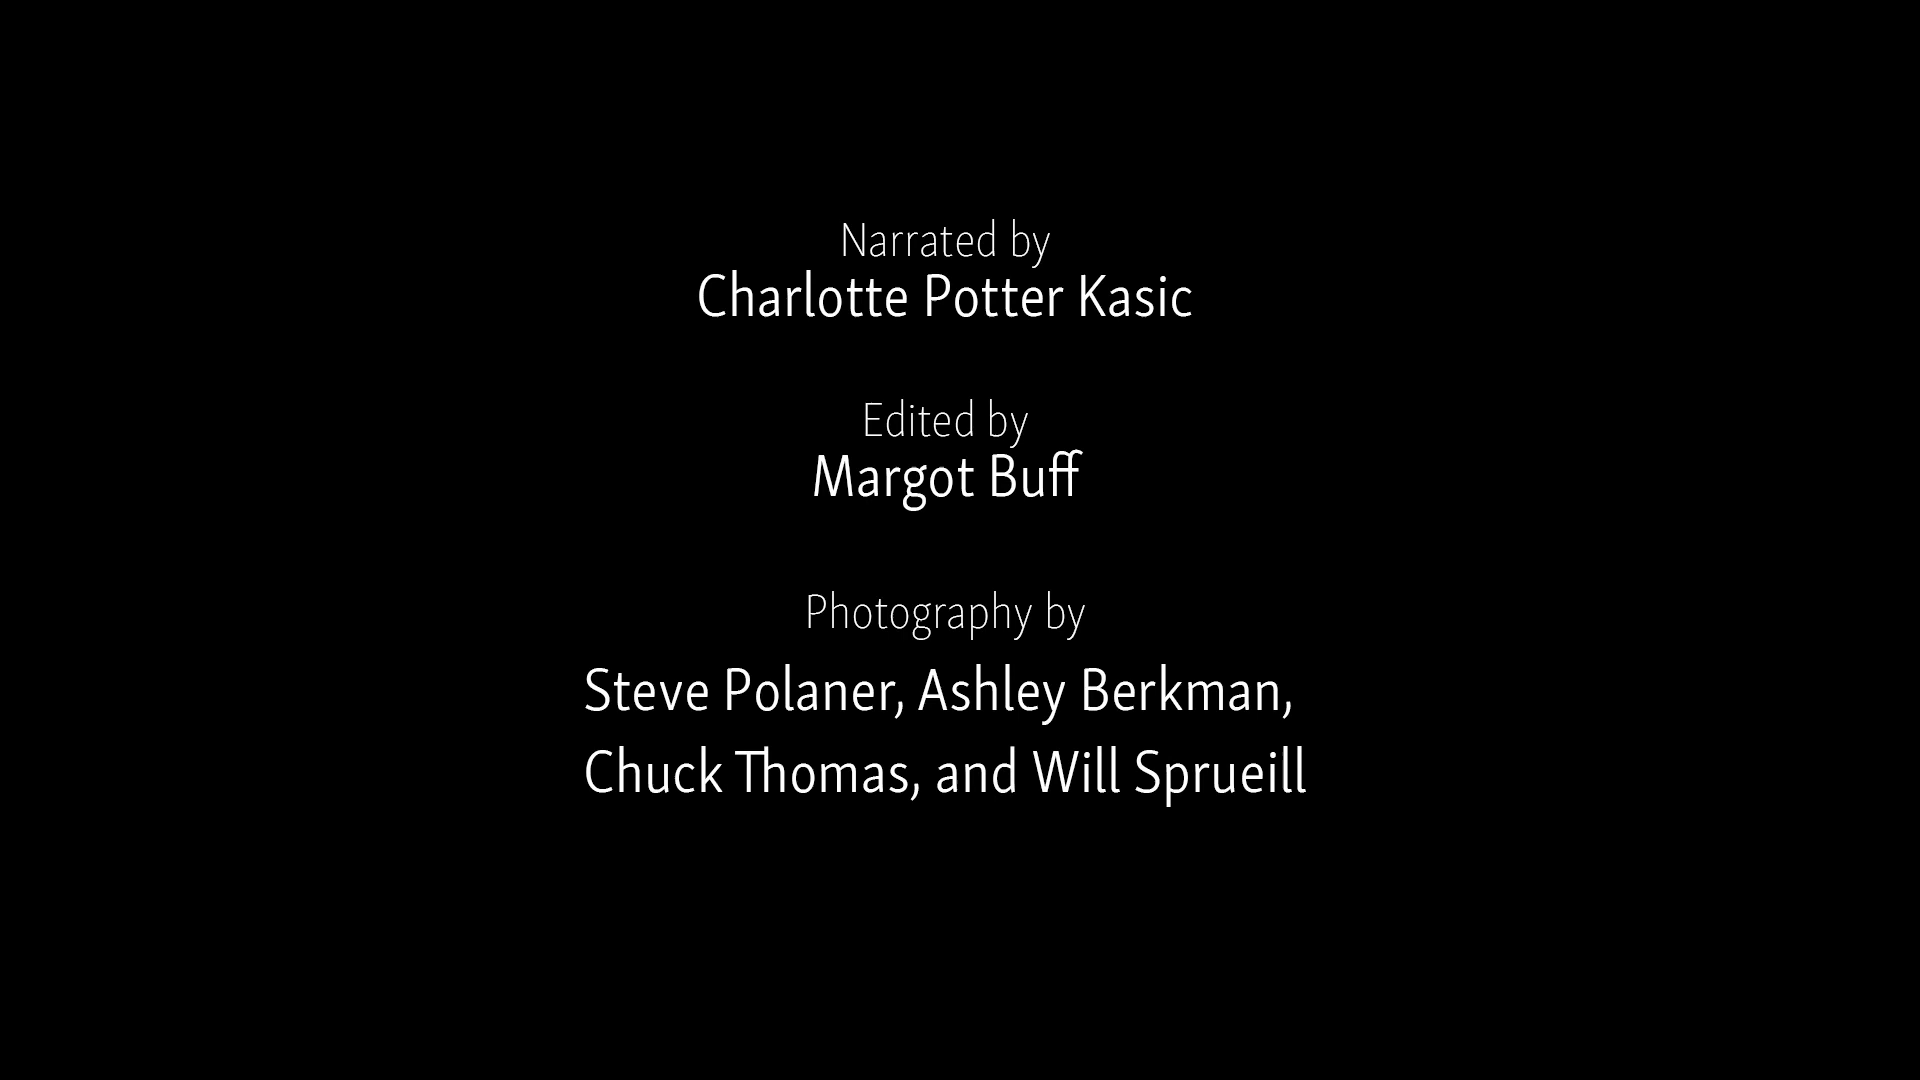 Narrated by
Charlotte Potter Kasic
Edited by
Margot Buff
Photography by
Steve Polaner, Ashley Berkman,
Chuck Thomas, and Will Sprueill